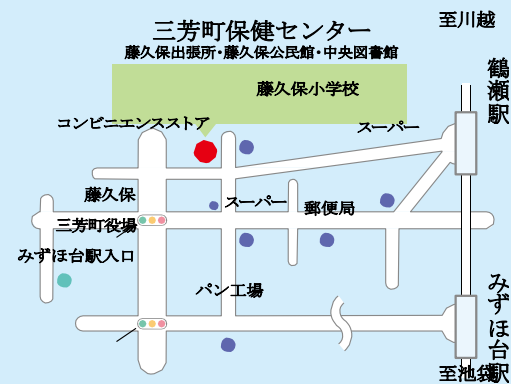 至川越
三芳町保健センター
藤久保出張所・藤久保公民館・中央図書館
鶴瀬駅
藤久保小学校
コンビニエンスストア
スーパー
藤久保
スーパー
郵便局
三芳町役場
みずほ台駅入口
みずほ台駅
パン工場
至池袋